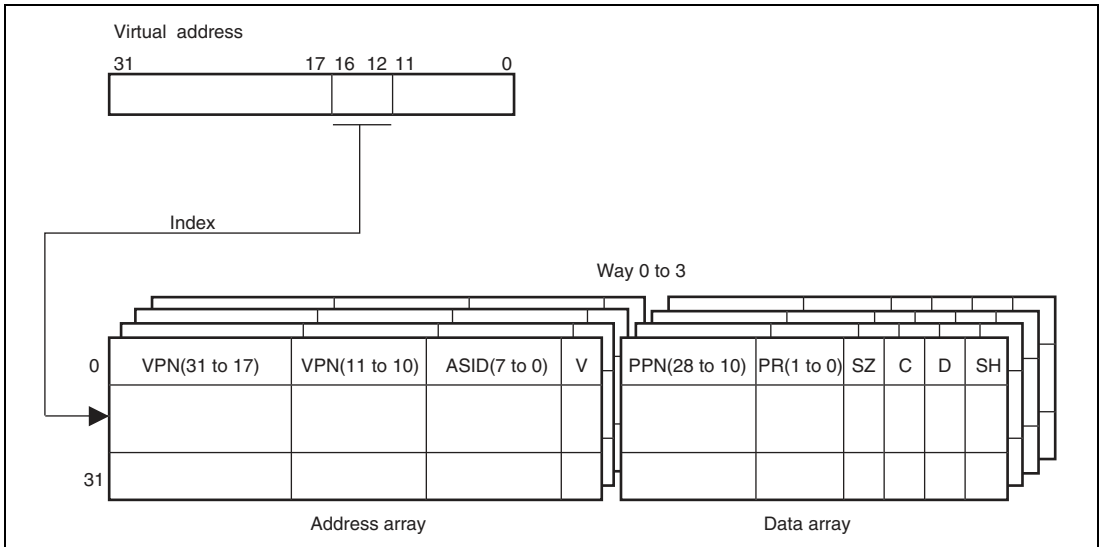 Virtual address
31 17 16 12 11 0
Index
Way 0 to 3
0 VPN(31 to 17) VPN(11 to 10) ASID(7 to 0) V PPN(28 to 10) PR(1 to 0) SZ C D SH
31
Address array Data array